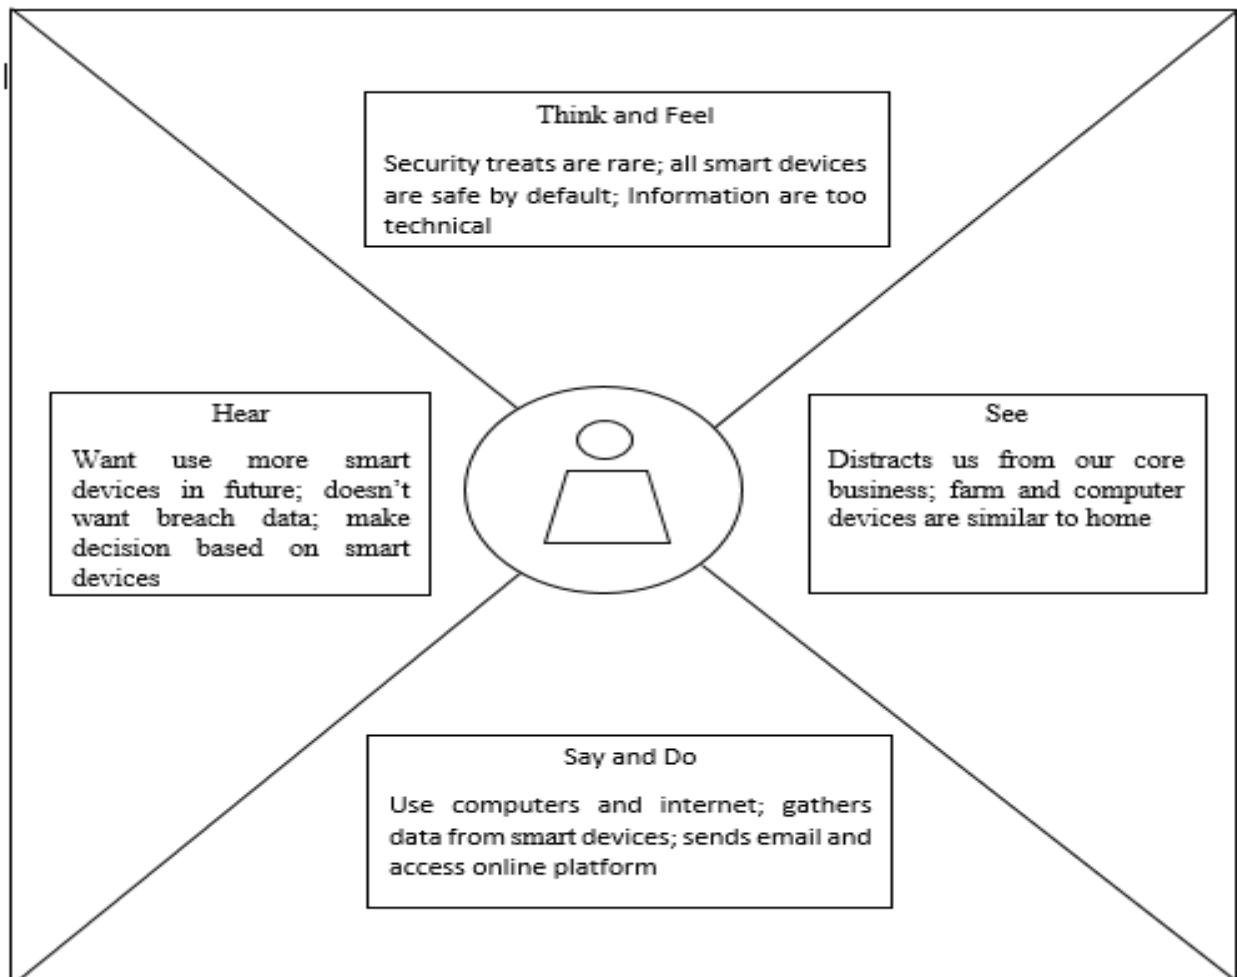 Think and Feel
Security treats are rare; all smart devices
are safe by default; Information are too
technical
Hear
Want use more smart
devices in future; doesn't
want breach data; make
decision based on smart
devices
See
Distracts us from our core
business; farm and computer
devices are similar to home
Say and Do
Use computers and internet; gathers
data from smart devices; sends email and
access online platform